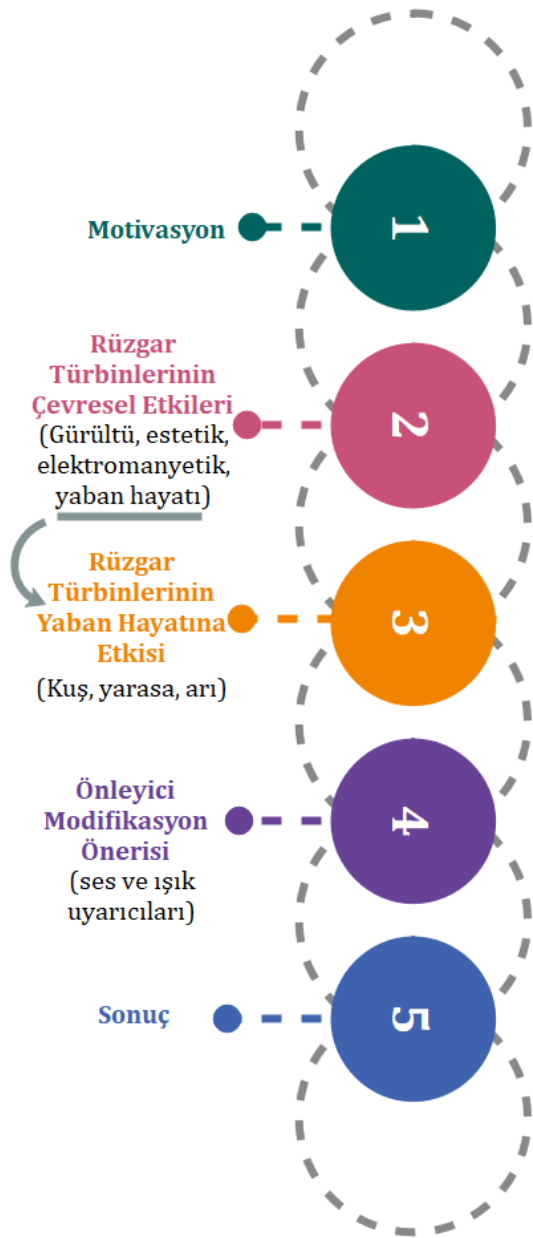 1
Motivasyon
2
Rüzgar
Türbinlerinin
Çevresel Etkileri
(Gürültü, estetik,
elektromanyetik,
yaban hayatı)
3
Rüzgar
Türbinlerinin
Yaban Hayatına
Etkisi
(Kuş, yarasa, arı)
4
Önleyici
Modifikasyon
Önerisi
(ses ve ışık
uyarıcıları)
5
Sonuç